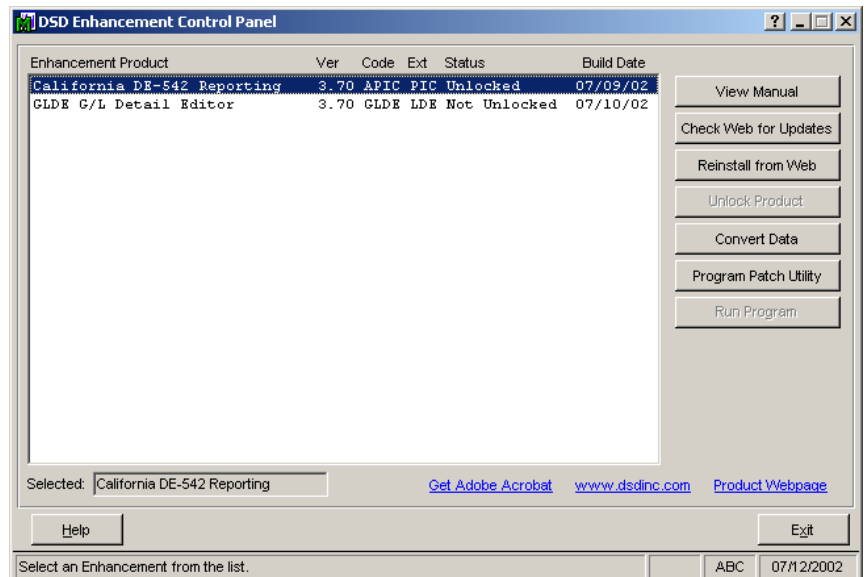 DSD Enhancement Control Panel
Enhancement Product Ver Code Ext Status Build Date
California DE-542 Reporting 3.70 APIC PIC Unlocked 07/09/02
GLDE G/L Detail Editor 3.70 GLDE LDE Not Unlocked 07/10/02
View Manual
Check Web for Updates
Reinstall from Web
Unlock Product
Convert Data
Program Patch Utility
Run Program
Selected: California DE-542 Reporting Get Adobe Acrobat www.dsdinc.com Product Webpage
Help Exit
Select an Enhancement from the list. ABC 07/12/2002